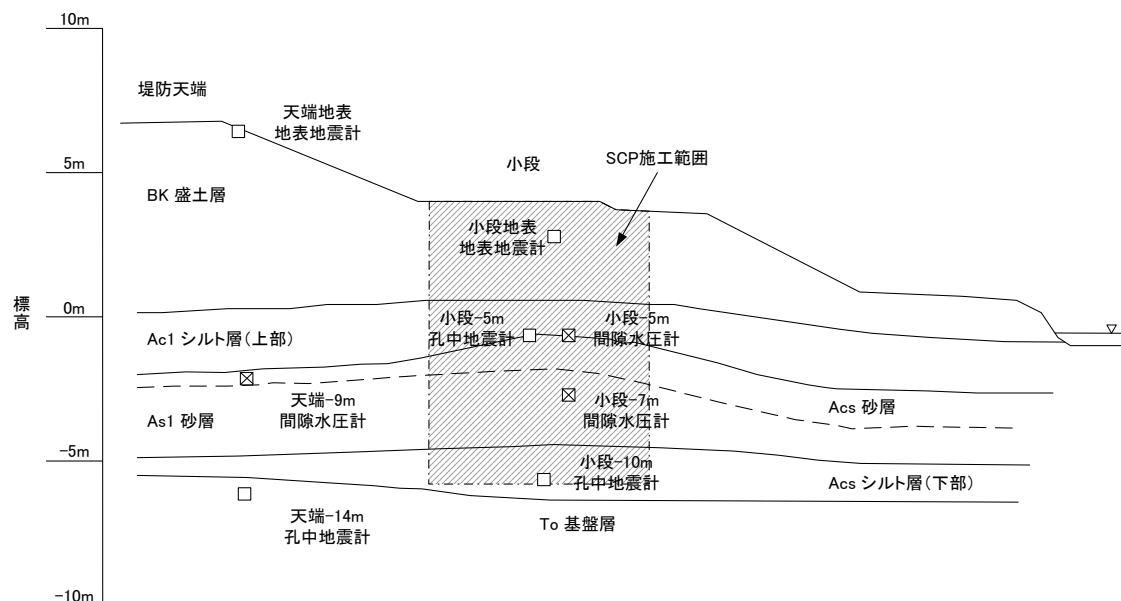 10m
堤防天端
天端地表
地表地震計
5m
小段
SCP施工範囲
BK 盛土層
小段地表
地表地震計
標高
0m
Ac1 シルト層(上部)
小段-5m
孔中地震計
小段-5m
間隙水圧計
As1 砂層
天端-9m
間隙水圧計
小段-7m
間隙水圧計
Acs 砂層
-5m
小段-10m
孔中地震計
Acs シルト層(下部)
天端-14m
孔中地震計
To 基盤層
-10m